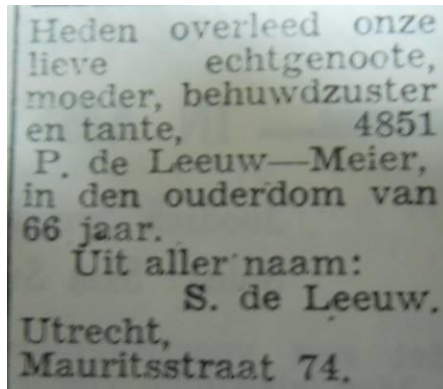 Heden overleed onze
lieve echtgenoote,
moeder, behuwdzuster
en tante, 4851
P. de Leeuw—Meier,
in den ouderdom van
66 jaar.
Uit aller naam:
S. de Leeuw.
Utrecht,
Mauritsstraat 74.